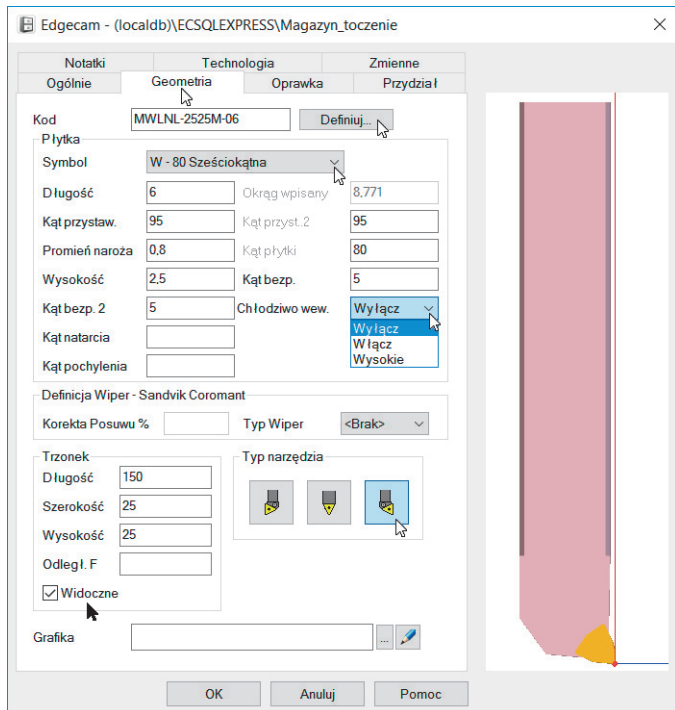 Edgecam - (localdb)\ECSQLEXPRESS\Magazyn_toczenie
Notatki Technologia Zmienne
Ogólnie Geometria Oprawka Przydział
Kod MWLNL-2525M-06 Definiuj...
Płytka
Symbol W - 80 Sześciokątna
Długość 6 Okrąg wpisany 8,771
Kąt przystaw. 95 Kąt przyst.2 95
Promień naroża 0,8 Kąt płytki 80
Wysokość 2,5 Kąt bezp. 5
Kąt bezp. 2 5 Chłodziwo wew. Wyłącz
Wyłącz
Kąt natarcia Włącz
Wysokie
Kąt pochylenia
Definicja Wiper - Sandvik Coromant
Korekta Posuwu % Typ Wiper <Brak>
Trzonek Typ narzędzia
Długość 150
Szerokość 25
Wysokość 25
Odległ. F
Widoczne
Grafika ...
OK Anuluj Pomoc